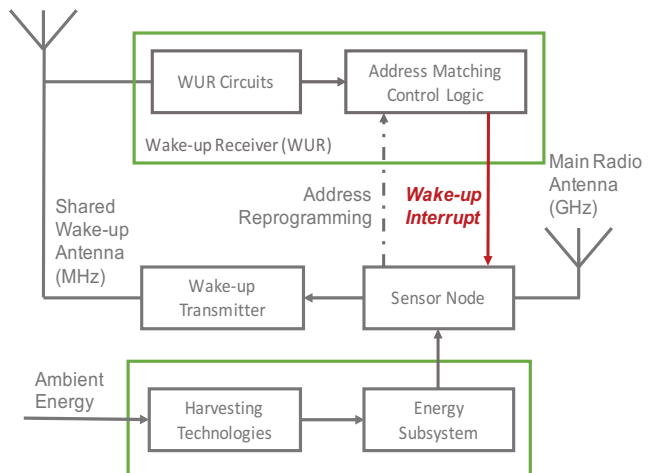 WUR Circuits
Address Matching
Control Logic
Wake-up Receiver (WUR)
Main Radio
Antenna
(GHz)
Shared
Wake-up
Antenna
(MHz)
Address
Reprogramming
Wake-up
Interrupt
Wake-up
Transmitter
Sensor Node
Ambient
Energy
Harvesting
Technologies
Energy
Subsystem